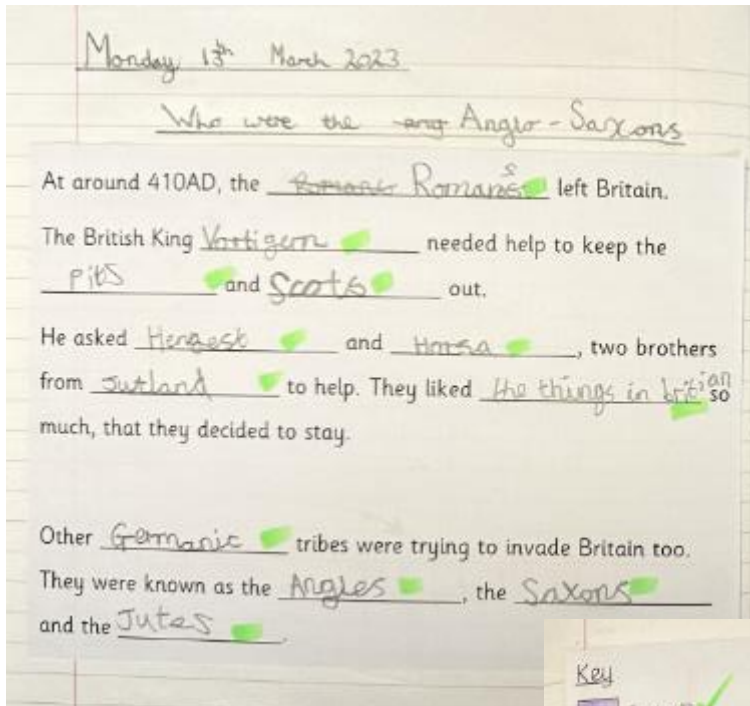 Monday 13th March 2023
Who were the ang Anglo-Saxons
At around 410AD, the Romans Romans left Britain.
The British King Vortigern needed help to keep the
Pits and Scots out.
He asked Hengest and Horsa, two brothers
from Jutland to help. They liked the things in britian so
much, that they decided to stay.
Other Germanic tribes were trying to invade Britain too.
They were known as the Angles, the Saxons
and the Jutes.
Key